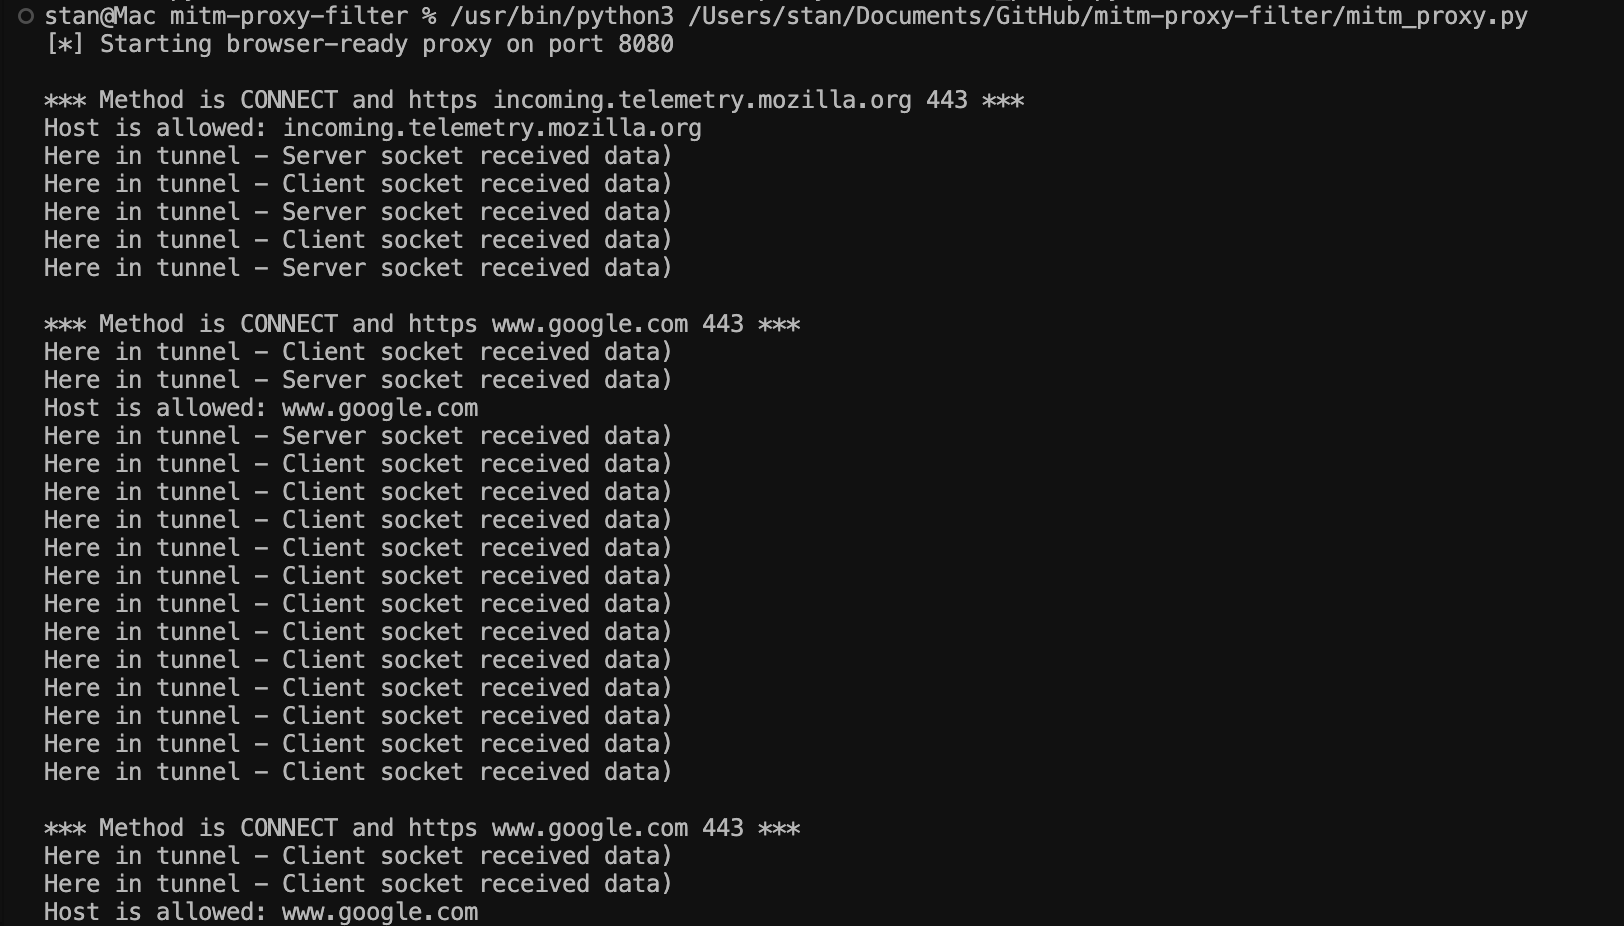 stan@Mac mitm-proxy-filter % /usr/bin/python3 /Users/stan/Documents/GitHub/mitm-proxy-filter/mitm_proxy.py
[*] Starting browser-ready proxy on port 8080
*** Method is CONNECT and https incoming.telemetry.mozilla.org 443 ***
Host is allowed: incoming.telemetry.mozilla.org
Here in tunnel - Server socket received data)
Here in tunnel - Client socket received data)
Here in tunnel - Server socket received data)
Here in tunnel - Client socket received data)
Here in tunnel - Server socket received data)
*** Method is CONNECT and https www.google.com 443 ***
Here in tunnel - Client socket received data)
Here in tunnel - Server socket received data)
Host is allowed: www.google.com
Here in tunnel - Server socket received data)
Here in tunnel - Client socket received data)
Here in tunnel - Client socket received data)
Here in tunnel - Client socket received data)
Here in tunnel - Client socket received data)
Here in tunnel - Client socket received data)
Here in tunnel - Client socket received data)
Here in tunnel - Client socket received data)
Here in tunnel - Client socket received data)
Here in tunnel - Client socket received data)
Here in tunnel - Client socket received data)
Here in tunnel - Client socket received data)
Here in tunnel - Client socket received data)
*** Method is CONNECT and https www.google.com 443 ***
Here in tunnel - Client socket received data)
Here in tunnel - Client socket received data)
Host is allowed: www.google.com